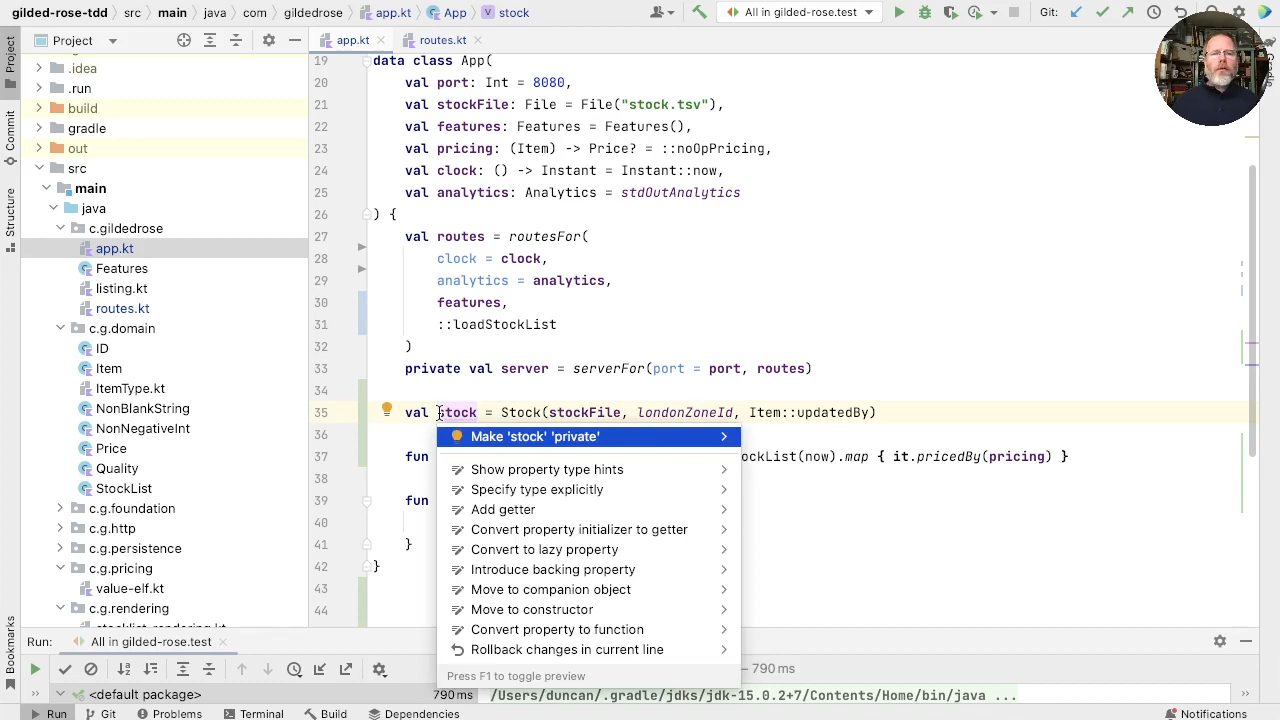 gilded-rose-tdd › src › main › java › com › gildedrose › app.kt › App › stock
All in gilded-rose.test
Git:
Project
Commit
Structure
Bookmarks
Project
.idea
.run
build
gradle
out
src
main
java
c.gildedrose
app.kt
Features
listing.kt
routes.kt
c.g.domain
ID
Item
ItemType.kt
NonBlankString
NonNegativeInt
Price
Quality
StockList
c.g.foundation
c.g.http
c.g.persistence
c.g.pricing
value-elf.kt
c.g.rendering
stocklist-rendering.kt
app.kt
routes.kt
19 data class App(
20 val port: Int = 8080,
21 val stockFile: File = File("stock.tsv"),
22 val features: Features = Features(),
23 val pricing: (Item) -> Price? = ::noOpPricing,
24 val clock: () -> Instant = Instant::now,
25 val analytics: Analytics = stdOutAnalytics
26 ) {
27 val routes = routesFor(
28 clock = clock,
29 analytics = analytics,
30 features,
31 ::loadStockList
32 )
33 private val server = serverFor(port = port, routes)
34
35 val stock = Stock(stockFile, londonZoneId, Item::updatedBy)
36
37 fun ockList(now).map { it.pricedBy(pricing) }
38
39 fun
40
41 }
42 }
43
44
Make 'stock' 'private'
Show property type hints
Specify type explicitly
Add getter
Convert property initializer to getter
Convert to lazy property
Introduce backing property
Move to companion object
Move to constructor
Convert property to function
Rollback changes in current line
Press F1 to toggle preview
Run: All in gilded-rose.test
– 790 ms
<default package> 790 ms
/Users/duncan/.gradle/jdks/jdk-15.0.2+7/Contents/Home/bin/java ...
Run
Git
Problems
Terminal
Build
Dependencies
Notifications